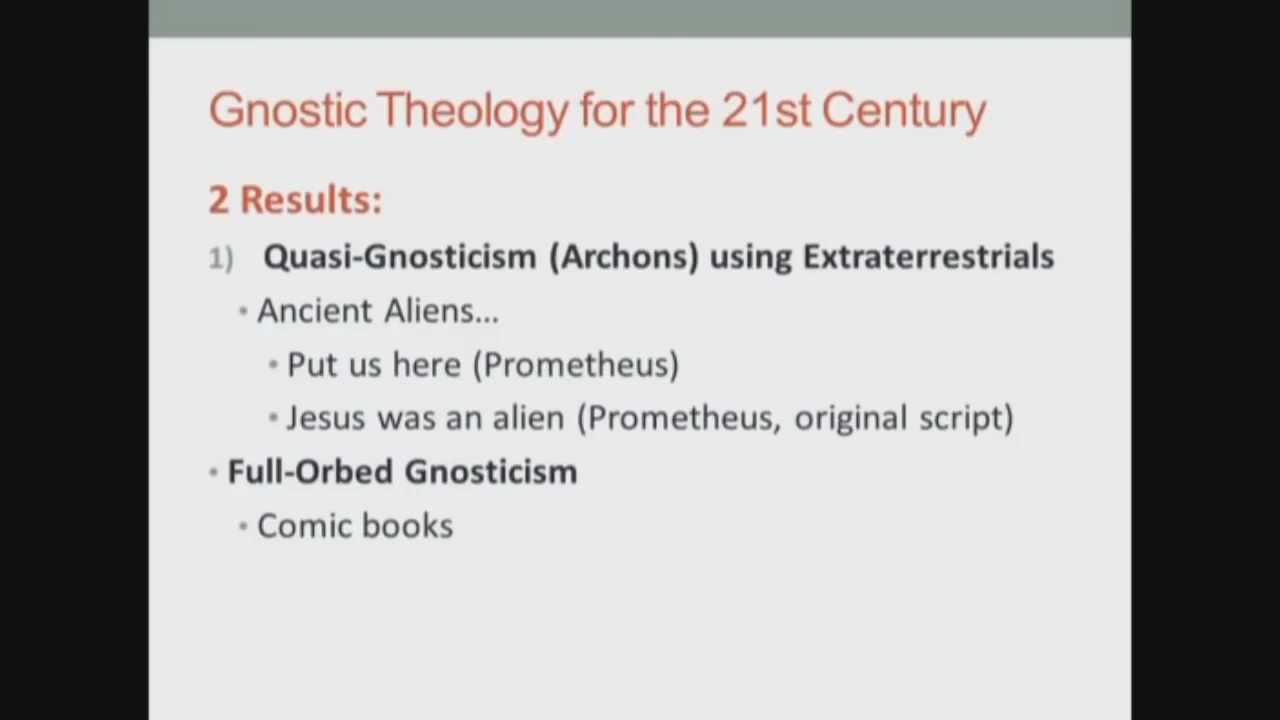 Gnostic Theology for the 21st Century
2 Results:
1) Quasi-Gnosticism (Archons) using Extraterrestrials
• Ancient Aliens...
• Put us here (Prometheus)
• Jesus was an alien (Prometheus, original script)
• Full-Orbed Gnosticism
• Comic books